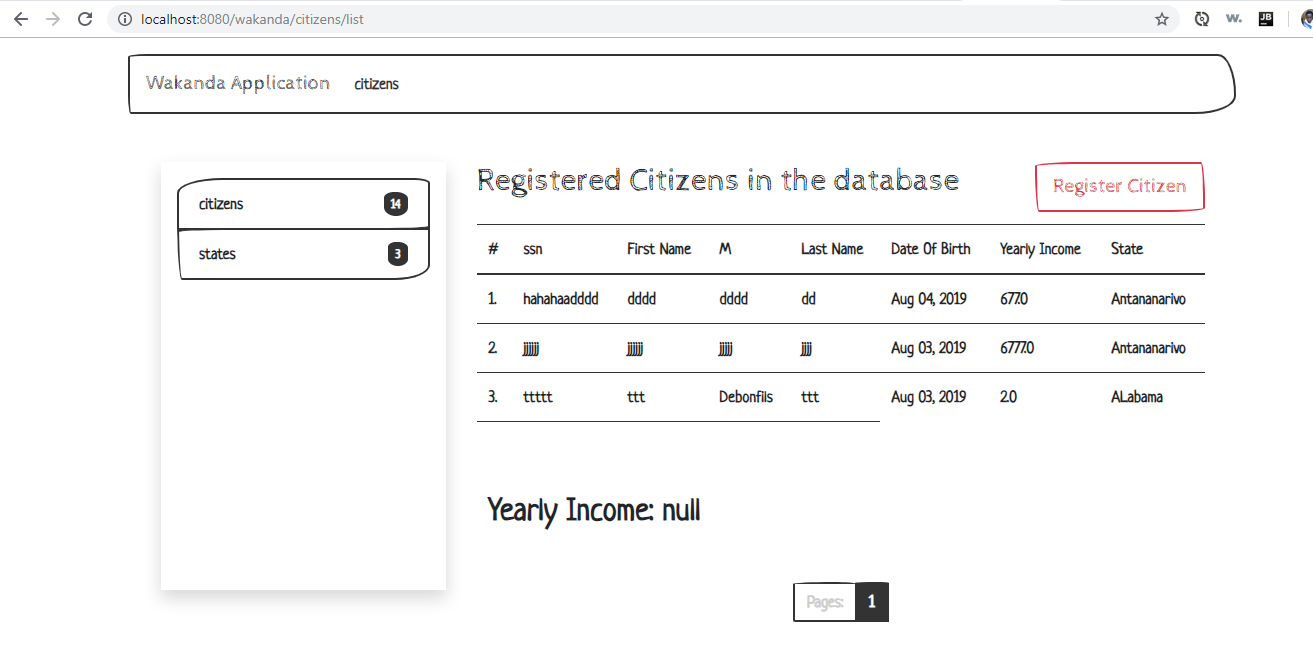 localhost:8080/wakanda/citizens/list
W. JB
Wakanda Application citizens
citizens 14
states 3
Registered Citizens in the database
Register Citizen
# ssn First Name M Last Name Date Of Birth Yearly Income State
1. hahahaadddd dddd dddd dd Aug 04, 2019 677.0 Antananarivo
2. jjjjjj jjjjjj jjjjj jjjj Aug 03, 2019 6777.0 Antananarivo
3. ttttt ttt Debonfils ttt Aug 03, 2019 2.0 ALabama
Yearly Income: null
Pages: 1